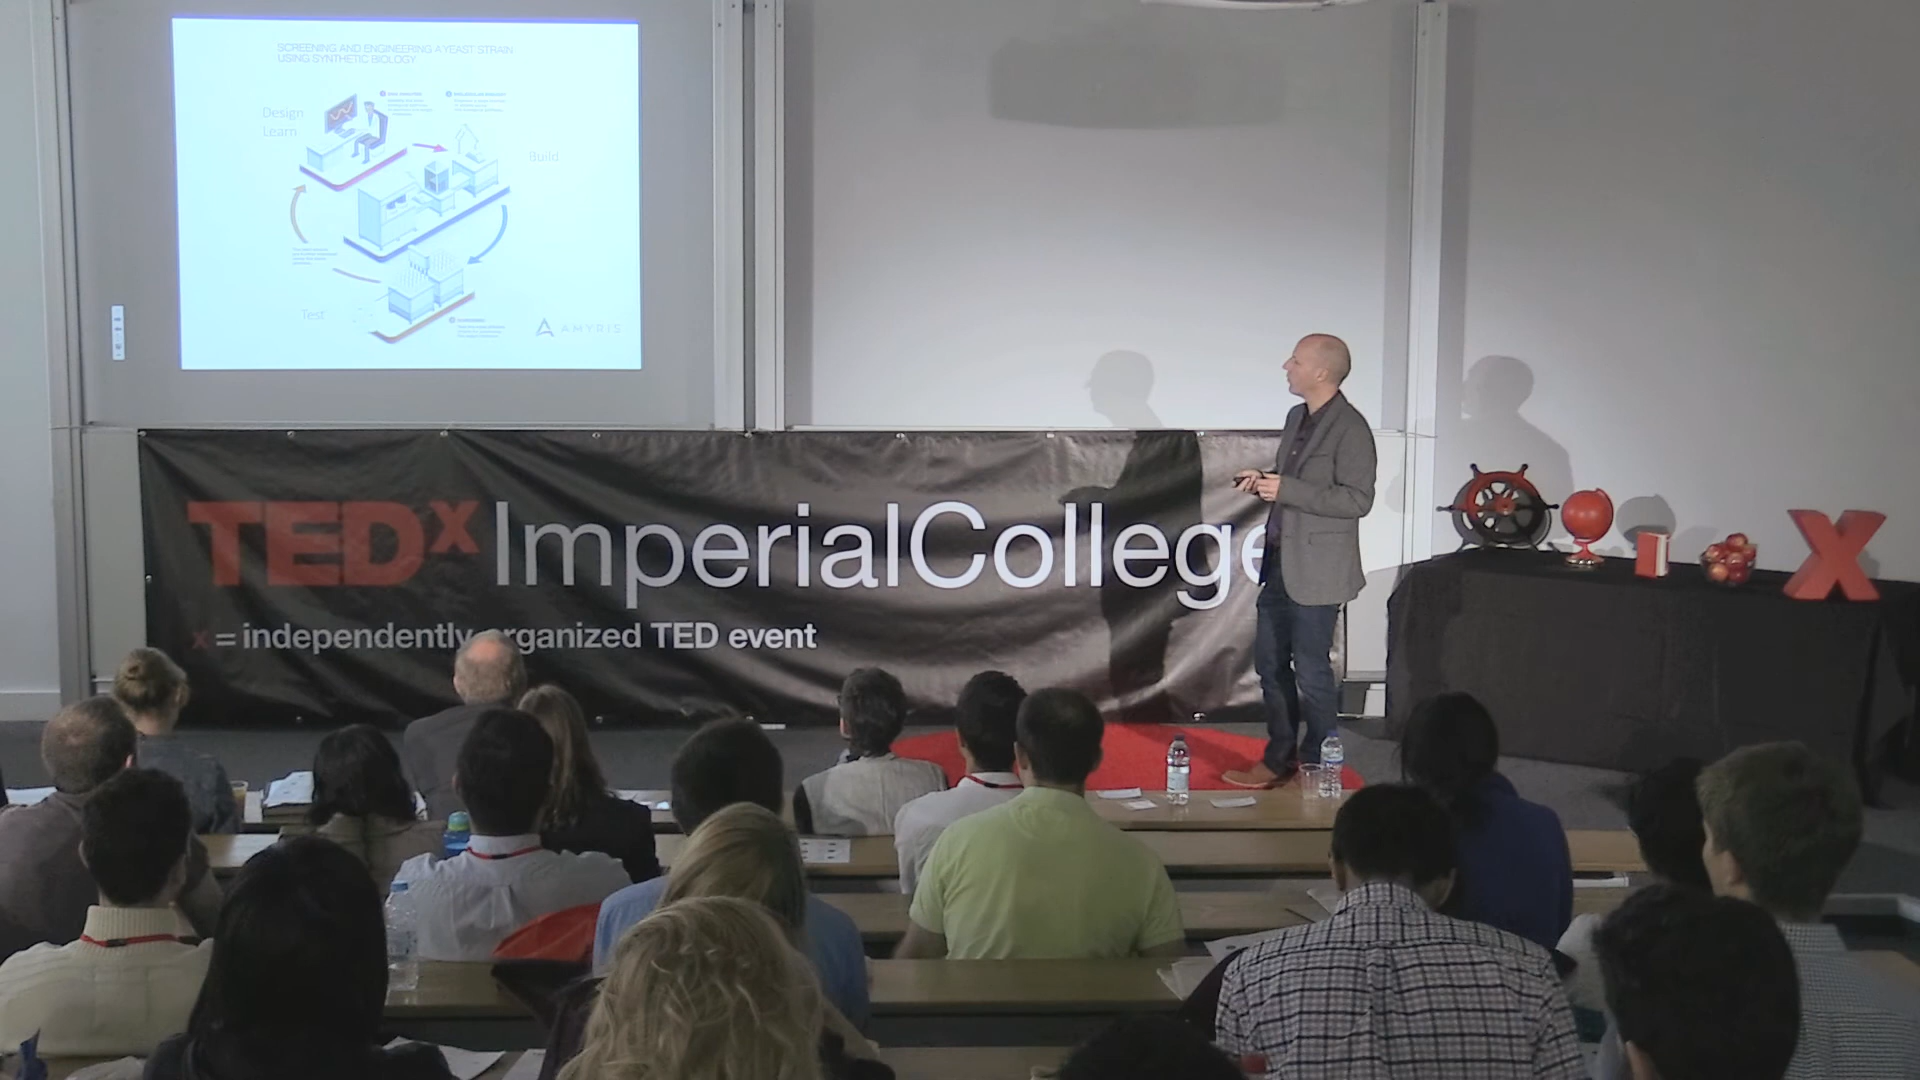 SCREENING AND ENGINEERING A YEAST STRAIN
USING SYNTHETIC BIOLOGY
Design
Learn
Build
Test
AMYRIS
TEDx ImperialCollege
x = independently organized TED event
X